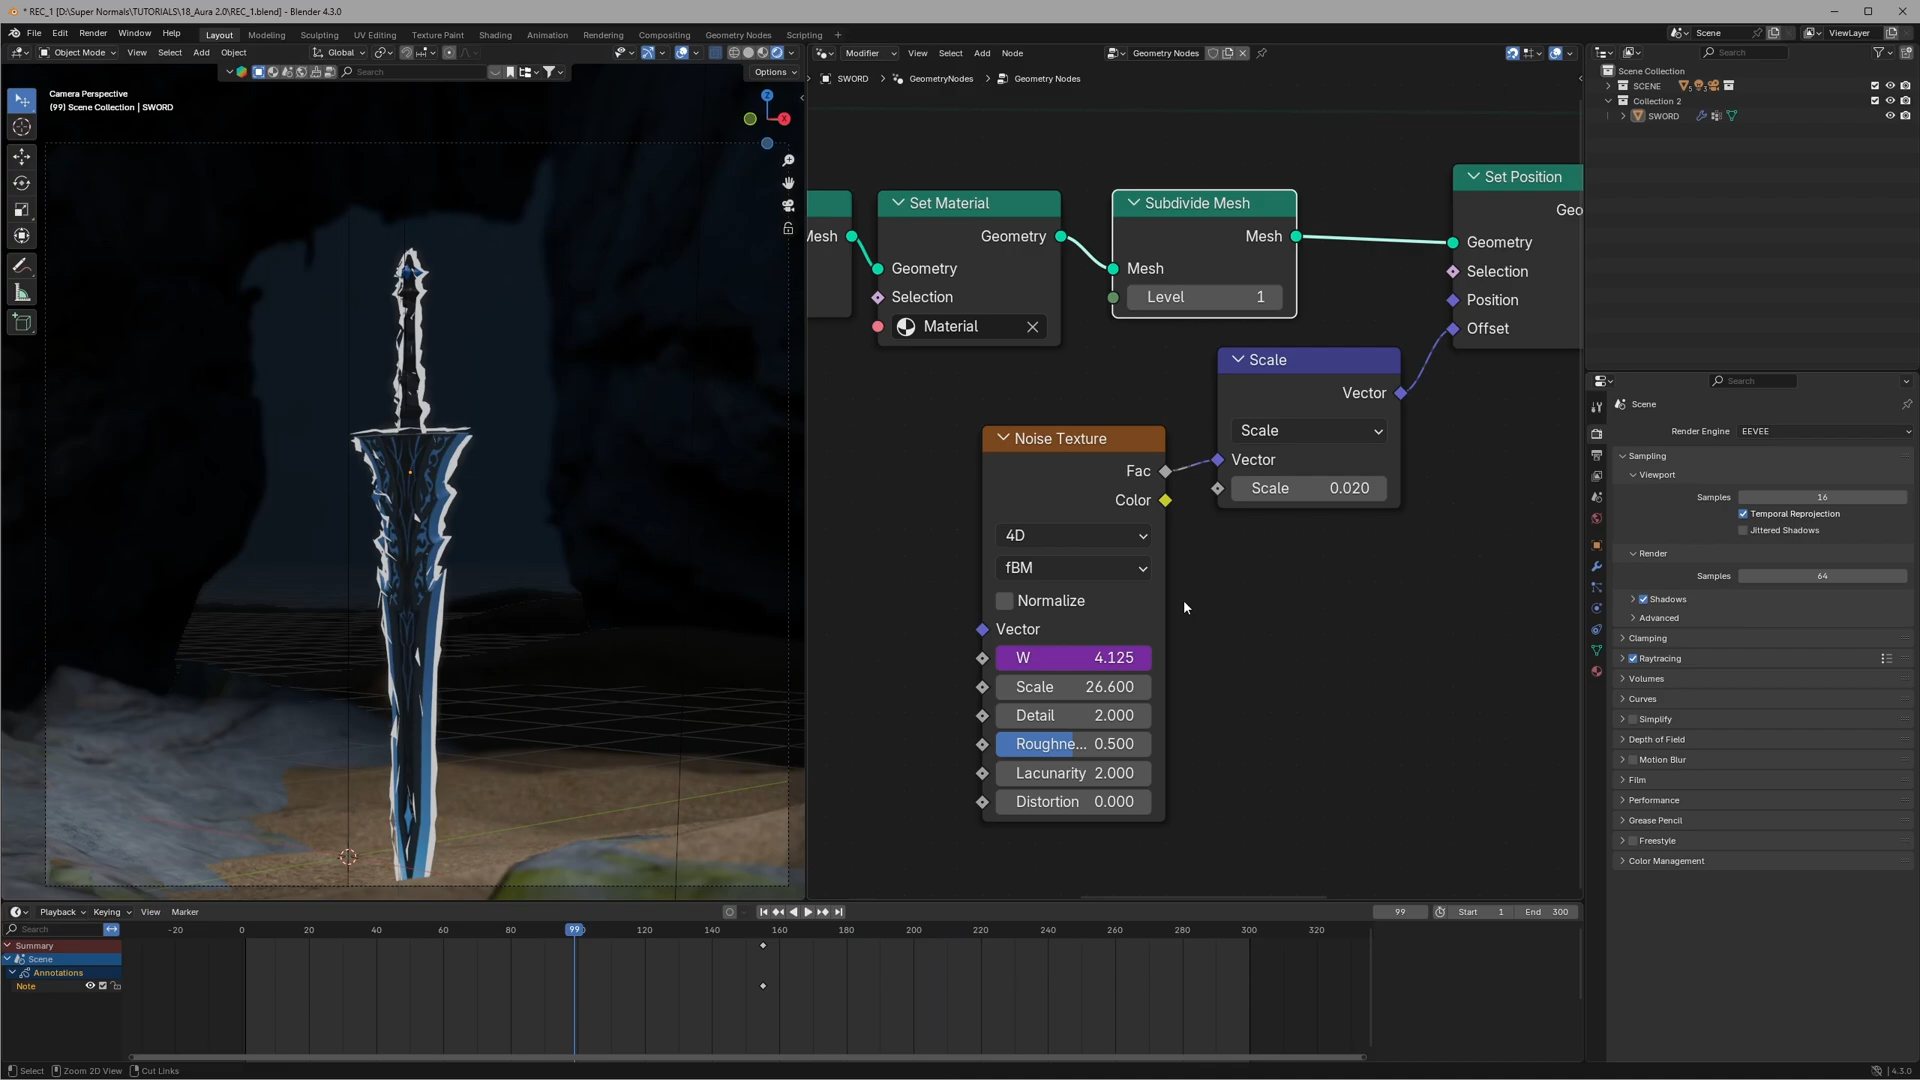 * REC_1 [D:\Super Normals\TUTORIALS\18_Aura 2.0\REC_1.blend] - Blender 4.3.0
File Edit Render Window Help Layout Modeling Sculpting UV Editing Texture Paint Shading Animation Rendering Compositing Geometry Nodes Scripting Scene ViewLayer
Object Mode View Select Add Object Global
Modifier View Select Add Node Geometry Nodes
Search
Search
Options
SWORD GeometryNodes Geometry Nodes
Camera Perspective
(99) Scene Collection | SWORD
Z
X
Scene Collection
SCENE
Collection 2
SWORD
Mesh
Set Material
Geometry
Geometry
Selection
Material
Subdivide Mesh
Mesh
Mesh
Level 1
Set Position
Geo
Geometry
Selection
Position
Offset
Scale
Vector
Scale
Vector
Scale 0.020
Noise Texture
Fac
Color
4D
fBM
Normalize
Vector
W 4.125
Scale 26.600
Detail 2.000
Roughne... 0.500
Lacunarity 2.000
Distortion 0.000
Search
Scene
Render Engine EEVEE
Sampling
Viewport
Samples 16
Temporal Reprojection
Jittered Shadows
Render
Samples 64
Shadows
Advanced
Clamping
Raytracing
Volumes
Curves
Simplify
Depth of Field
Motion Blur
Film
Performance
Grease Pencil
Freestyle
Color Management
Playback Keying View Marker 99 Start 1 End 300
Search
-20 0 20 40 60 80 99 120 140 160 180 200 220 240 260 280 300 320
Summary
Scene
Annotations
Note
Select Zoom 2D View Cut Links 4.3.0